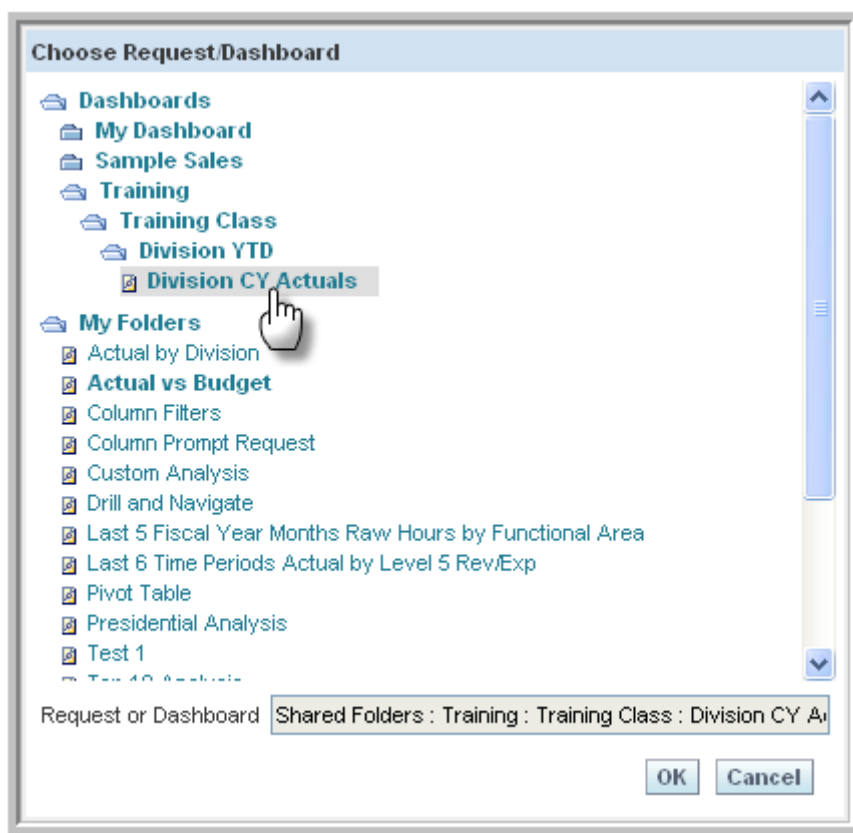 Choose Request/Dashboard
Dashboards
My Dashboard
Sample Sales
Training
Training Class
Division YTD
Division CY Actuals
My Folders
Actual by Division
Actual vs Budget
Column Filters
Column Prompt Request
Custom Analysis
Drill and Navigate
Last 5 Fiscal Year Months Raw Hours by Functional Area
Last 6 Time Periods Actual by Level 5 Rev/Exp
Pivot Table
Presidential Analysis
Test 1
Request or Dashboard Shared Folders : Training : Training Class : Division CY
OK Cancel